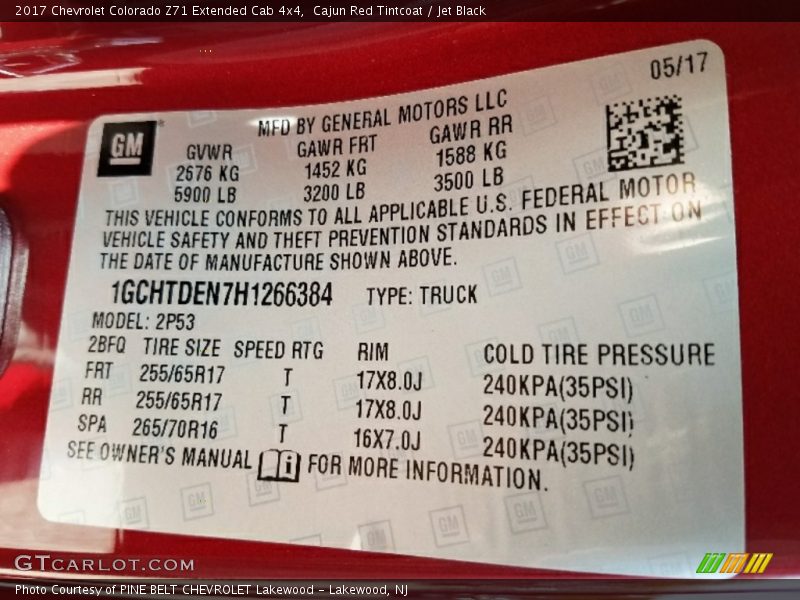 2017 Chevrolet Colorado Z71 Extended Cab 4x4,  Cajun Red Tintcoat / Jet Black
05/17
GM
MFD BY GENERAL MOTORS LLC
GVWR GAWR FRT GAWR RR
2676 KG 1452 KG 1588 KG
5900 LB 3200 LB 3500 LB
THIS VEHICLE CONFORMS TO ALL APPLICABLE U.S. FEDERAL MOTOR
VEHICLE SAFETY AND THEFT PREVENTION STANDARDS IN EFFECT ON
THE DATE OF MANUFACTURE SHOWN ABOVE.
1GCHTDEN7H1266384 TYPE: TRUCK
MODEL: 2P53
2BFQ TIRE SIZE SPEED RTG RIM COLD TIRE PRESSURE
FRT 255/65R17 T 17X8.0J 240KPA(35PSI)
RR 255/65R17 T 17X8.0J 240KPA(35PSI)
SPA 265/70R16 T 16X7.0J 240KPA(35PSI)
SEE OWNER'S MANUAL i FOR MORE INFORMATION.
GTCARLOT.COM
Photo Courtesy of PINE BELT CHEVROLET Lakewood - Lakewood, NJ